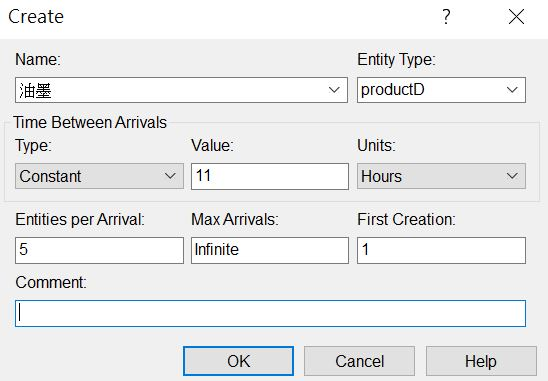 Create ?
Name: Entity Type:
油墨 productD
Time Between Arrivals
Type: Value: Units:
Constant 11 Hours
Entities per Arrival: Max Arrivals: First Creation:
5 Infinite 1
Comment:
OK Cancel Help